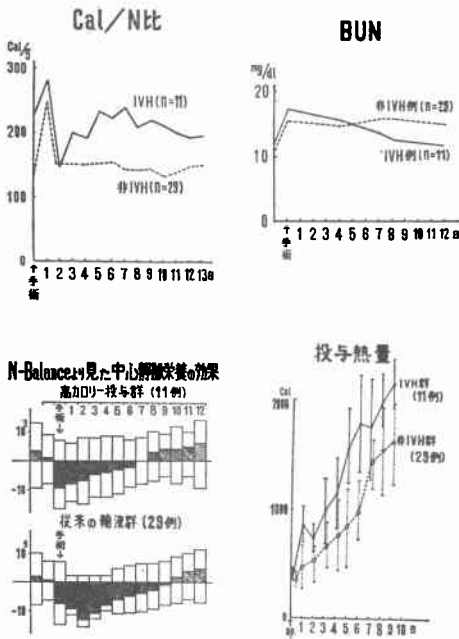 Cal/N比
Cal/g
300
200
100
0
IVH(n=11)
非IVH(n=29)
↑手術 1 2 3 4 5 6 7 8 9 10 11 12 13日
BUN
mg/dl
20
15
10
0
非IVH例(n=29)
IVH例(n=11)
↑手術 1 2 3 4 5 6 7 8 9 10 11 12日
N-Balanceより見た中心静脈栄養の効果
高カロリー投与群(11例)
手術↓ 1 2 3 4 5 6 7 8 9 10 11 12
10
-10
従来の輸液群(29例)
手術↓
10
-10
投与熱量
Cal
2000
1000
0
IVH群
(11例)
非IVH群
(29例)
op 1 2 3 4 5 6 7 8 9 10日